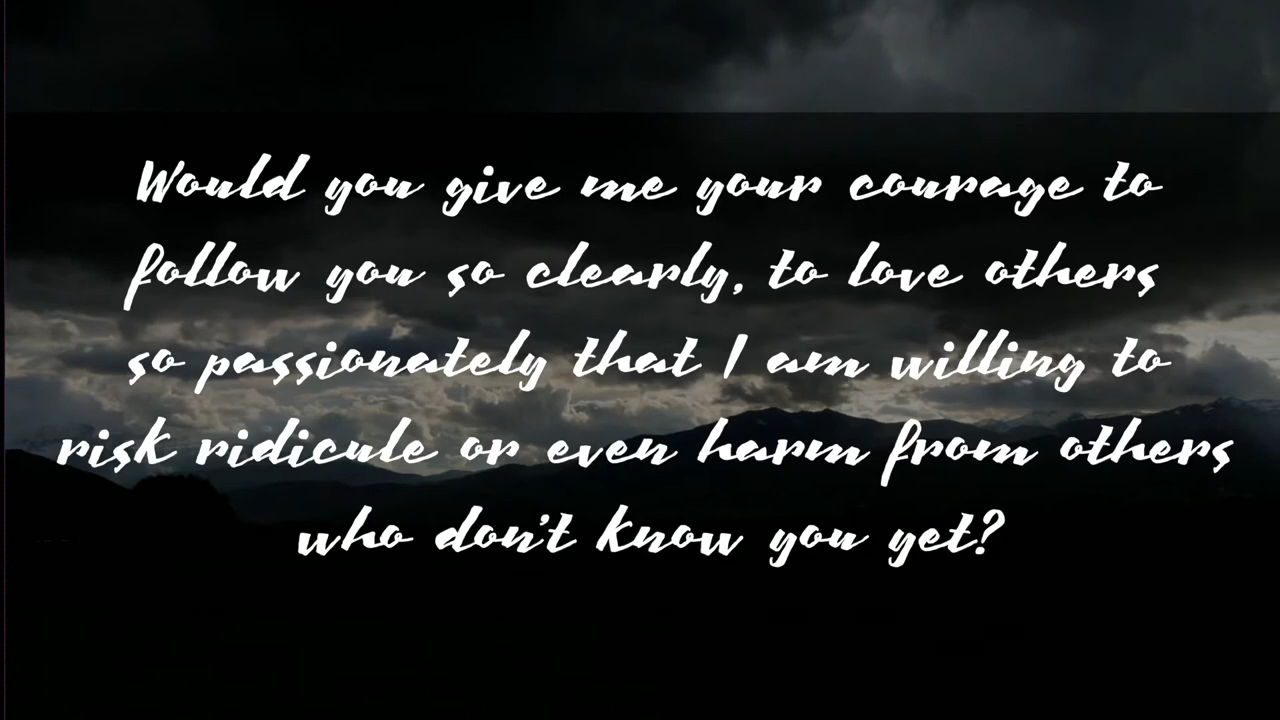 Would you give me your courage to
follow you so clearly, to love others
so passionately that I am willing to
risk ridicule or even harm from others
who don't know you yet?